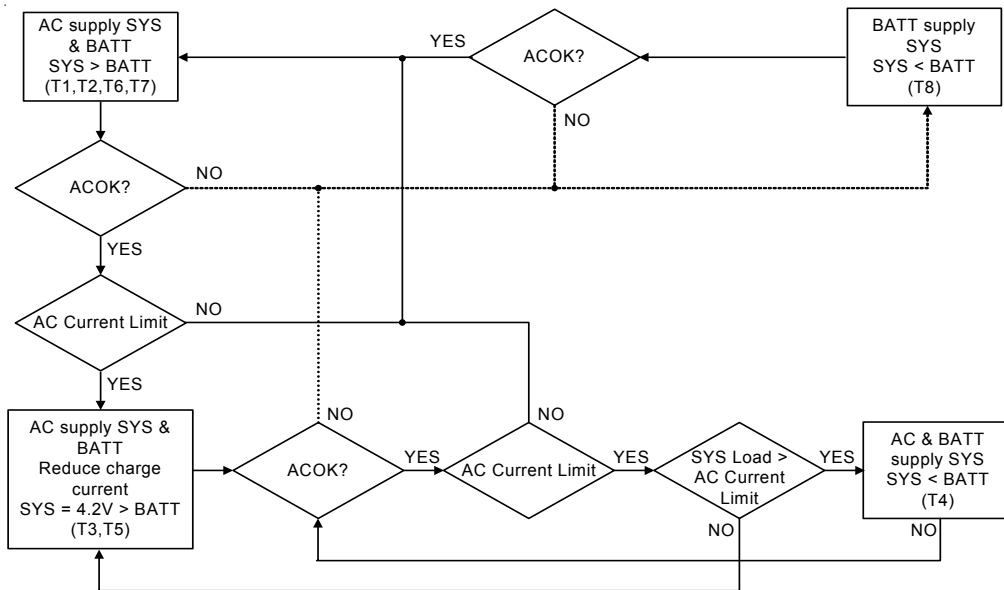 AC supply SYS
& BATT
SYS > BATT
(T1,T2,T6,T7)
YES
ACOK?
NO
BATT supply
SYS
SYS < BATT
(T8)
ACOK?
NO
YES
AC Current Limit
NO
YES
AC supply SYS &
BATT
Reduce charge
current
SYS = 4.2V > BATT
(T3,T5)
NO
ACOK?
YES
NO
AC Current Limit
YES
SYS Load >
AC Current
Limit
YES
NO
AC & BATT
supply SYS
SYS < BATT
(T4)
NO